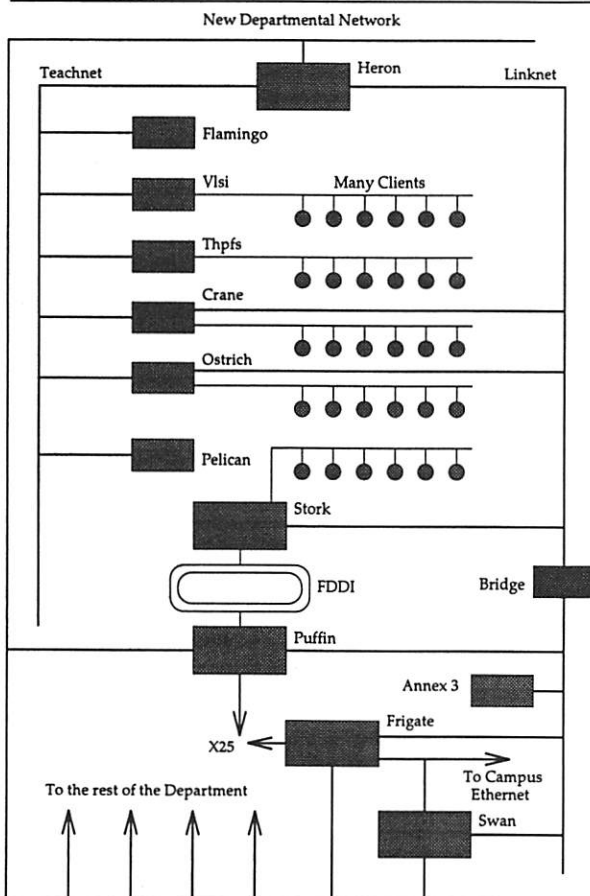 New Departmental Network
Teachnet
Heron
Linknet
Flamingo
Vlsi
Many Clients
Thpfs
Crane
Ostrich
Pelican
Stork
FDDI
Bridge
Puffin
Annex 3
Frigate
X25
To Campus
Ethernet
To the rest of the Department
Swan